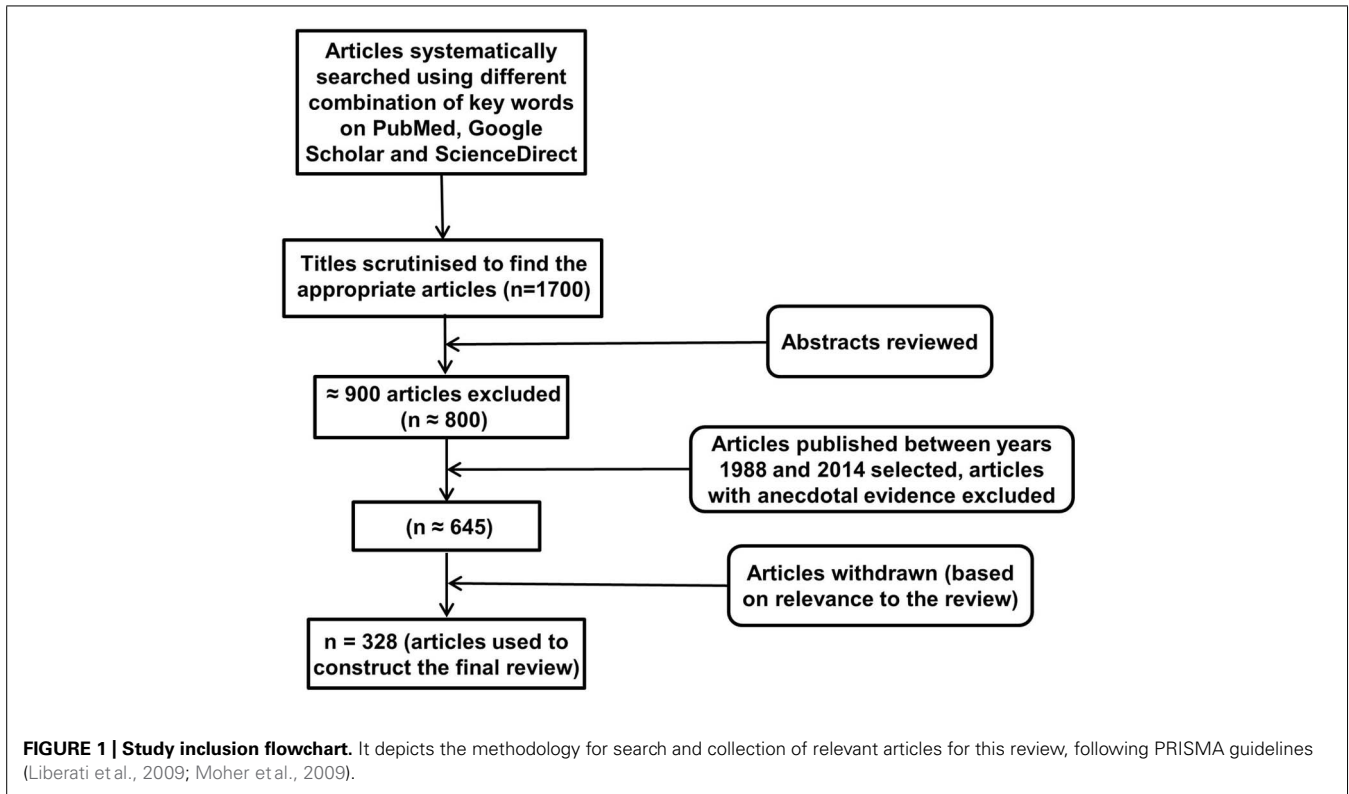 Articles systematically
searched using different
combination of key words
on PubMed, Google
Scholar and ScienceDirect
Titles scrutinised to find the
appropriate articles (n=1700)
Abstracts reviewed
≈ 900 articles excluded
(n ≈ 800)
Articles published between years
1988 and 2014 selected, articles
with anecdotal evidence excluded
(n ≈ 645)
Articles withdrawn (based
on relevance to the review)
n = 328 (articles used to
construct the final review)
FIGURE 1 | Study inclusion flowchart. It depicts the methodology for search and collection of relevant articles for this review, following PRISMA guidelines
(Liberati et al., 2009; Moher et al., 2009).